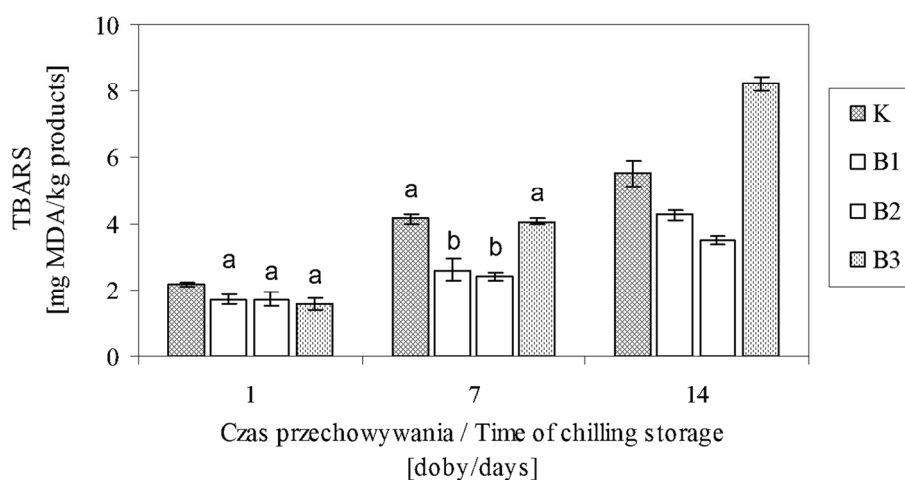 TBARS
[mg MDA/kg products]
10
8
6
4
2
0
a
a
a
a
b
b
a
1
7
14
Czas przechowywania / Time of chilling storage
[doby/days]
K
B1
B2
B3